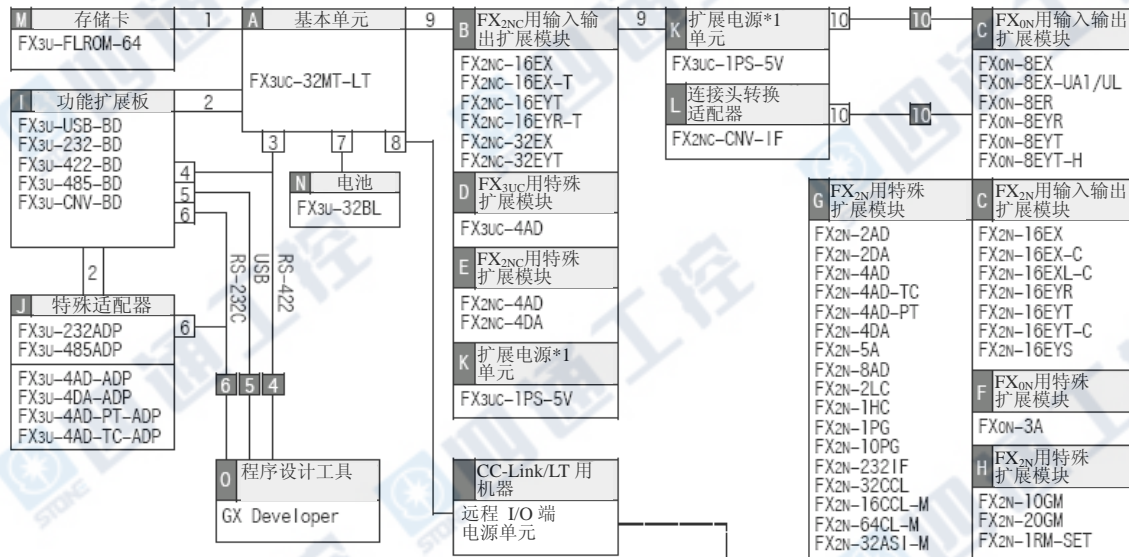 M 存储卡
FX3U-FLROM-64
1
A 基本单元
FX3UC-32MT-LT
9
I 功能扩展板
FX3U-USB-BD
FX3U-232-BD
FX3U-422-BD
FX3U-485-BD
FX3U-CNV-BD
2
3
7
8
4
5
6
N 电池
FX3U-32BL
2
RS-232C
USB
RS-422
J 特殊适配器
FX3U-232ADP
FX3U-485ADP
6
FX3U-4AD-ADP
FX3U-4DA-ADP
FX3U-4AD-PT-ADP
FX3U-4AD-TC-ADP
6 5 4
O 程序设计工具
GX Developer
B FX2NC用输入输
出扩展模块
FX2NC-16EX
FX2NC-16EX-T
FX2NC-16EYT
FX2NC-16EYR-T
FX2NC-32EX
FX2NC-32EYT
D FX3UC用特殊
扩展模块
FX3UC-4AD
E FX2NC用特殊
扩展模块
FX2NC-4AD
FX2NC-4DA
K 扩展电源*1
单元
FX3UC-1PS-5V
CC-Link/LT 用
机器
远程 I/O 端
电源单元
9
K 扩展电源*1
单元
FX3UC-1PS-5V
L 连接头转换
适配器
FX2NC-CNV-IF
10 10
10 10
C FX0N用输入输出
扩展模块
FX0N-8EX
FX0N-8EX-UA1/UL
FX0N-8ER
FX0N-8EYR
FX0N-8EYT
FX0N-8EYT-H
G FX2N用特殊
扩展模块
FX2N-2AD
FX2N-2DA
FX2N-4AD
FX2N-4AD-TC
FX2N-4AD-PT
FX2N-4DA
FX2N-5A
FX2N-8AD
FX2N-2LC
FX2N-1HC
FX2N-1PG
FX2N-10PG
FX2N-232IF
FX2N-32CCL
FX2N-16CCL-M
FX2N-64CL-M
FX2N-32ASI-M
C FX2N用输入输出
扩展模块
FX2N-16EX
FX2N-16EX-C
FX2N-16EXL-C
FX2N-16EYR
FX2N-16EYT
FX2N-16EYT-C
FX2N-16EYS
F FX0N用特殊
扩展模块
FX0N-3A
H FX2N用特殊
扩展模块
FX2N-10GM
FX2N-20GM
FX2N-1RM-SET
STONE